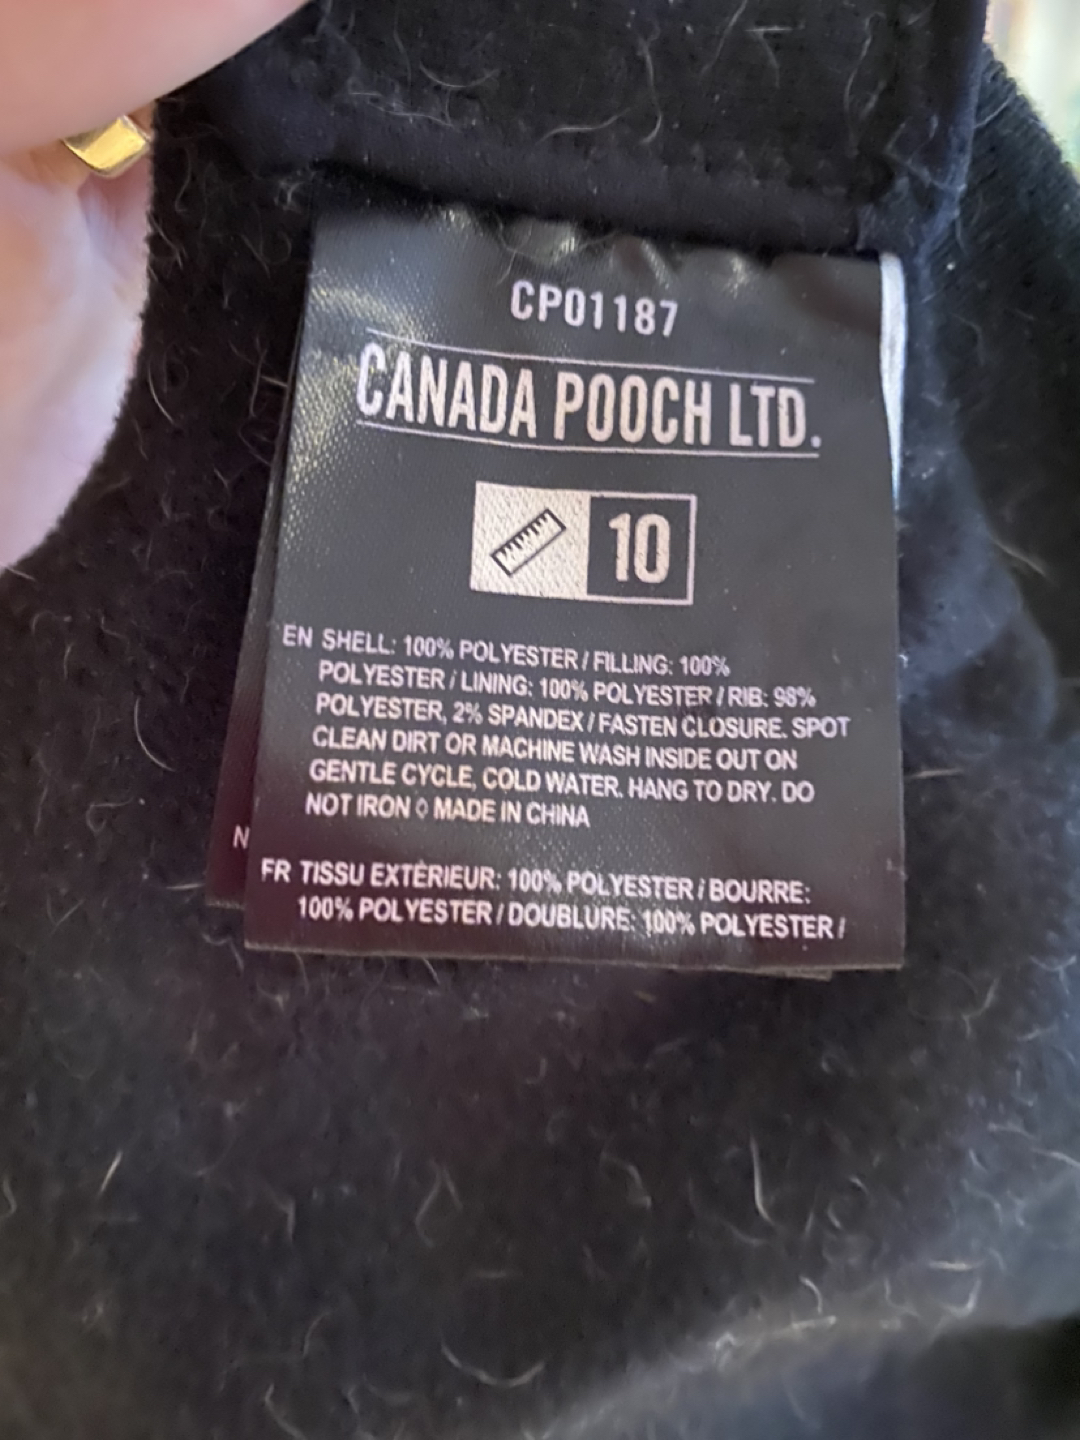 CP01187
CANADA POOCH LTD.
10
EN SHELL: 100% POLYESTER / FILLING: 100%
POLYESTER / LINING: 100% POLYESTER / RIB: 98%
POLYESTER, 2% SPANDEX / FASTEN CLOSURE. SPOT
CLEAN DIRT OR MACHINE WASH INSIDE OUT ON
GENTLE CYCLE, COLD WATER. HANG TO DRY. DO
NOT IRON ◊ MADE IN CHINA
N
FR TISSU EXTÉRIEUR: 100% POLYESTER / BOURRE:
100% POLYESTER / DOUBLURE: 100% POLYESTER /